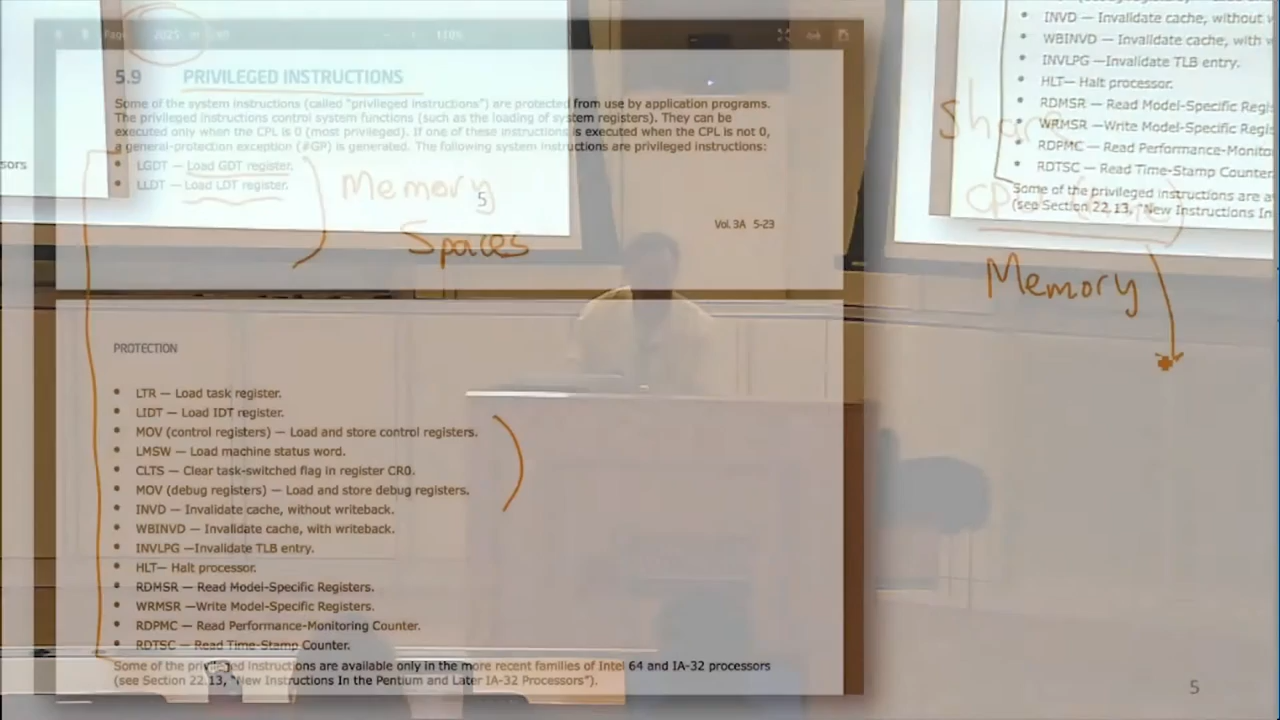 5.9 PRIVILEGED INSTRUCTIONS
Some of the system instructions (called "privileged instructions") are protected from use by application programs.
The privileged instructions control system functions (such as the loading of system registers). They can be
executed only when the CPL is 0 (most privileged). If one of these instructions is executed when the CPL is not 0,
a general-protection exception (#GP) is generated. The following system instructions are privileged instructions:
• LGDT — Load GDT register.
• LLDT — Load LDT register.
Memory
Spaces
5
Vol. 3A 5-23
PROTECTION
• LTR — Load task register.
• LIDT — Load IDT register.
• MOV (control registers) — Load and store control registers.
• LMSW — Load machine status word.
• CLTS — Clear task-switched flag in register CR0.
• MOV (debug registers) — Load and store debug registers.
• INVD — Invalidate cache, without writeback.
• WBINVD — Invalidate cache, with writeback.
• INVLPG —Invalidate TLB entry.
• HLT— Halt processor.
• RDMSR — Read Model-Specific Registers.
• WRMSR —Write Model-Specific Registers.
• RDPMC — Read Performance-Monitoring Counter.
• RDTSC — Read Time-Stamp Counter.
Some of the privileged instructions are available only in the more recent families of Intel 64 and IA-32 processors
(see Section 22.13, "New Instructions In the Pentium and Later IA-32 Processors").
sors
• INVD — Invalidate cache, without
• WBINVD — Invalidate cache, with
• INVLPG —Invalidate TLB entry.
• HLT— Halt processor.
• RDMSR — Read Model-Specific
• WRMSR —Write Model-Specific
• RDPMC — Read
• RDTSC — Read Time-Stamp Counter
Some of the privileged instructions are
(see Section 22.13, "New Instructions
Memory
5